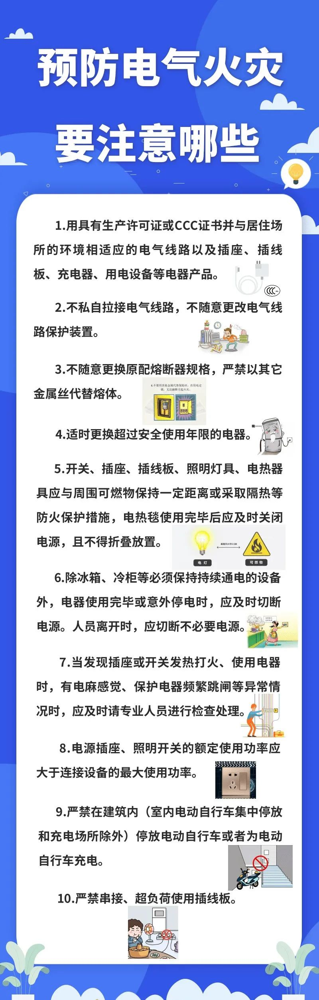 预防电气火灾
要注意哪些
1.用具有生产许可证或CCC证书并与居住场
所的环境相适应的电气线路以及插座、插线
板、充电器、用电设备等电器产品。
2.不私自拉接电气线路，不随意更改电气线
路保护装置。
3.不随意更换原配熔断器规格，严禁以其它
金属丝代替熔体。
6.不要用其他金属代替保险丝，在用电过
载，无法融断引起火灾。
4.适时更换超过安全使用年限的电器。
唉……
5.开关、插座、插线板、照明灯具、电热器
具应与周围可燃物保持一定距离或采取隔热等
防火保护措施，电热毯使用完毕后应及时关闭
电源，且不得折叠放置。
距离不小于0.5米
电灯
可燃物
6.除冰箱、冷柜等必须保持持续通电的设备
外，电器使用完毕或意外停电时，应及时切断
电源。人员离开时，应切断不必要电源。
7.当发现插座或开关发热打火、使用电器
时，有电麻感觉、保护电器频繁跳闸等异常情
况时，应及时请专业人员进行检查处理。
8.电源插座、照明开关的额定使用功率应
大于连接设备的最大使用功率。
9.严禁在建筑内（室内电动自行车集中停放
和充电场所除外）停放电动自行车或者为电动
自行车充电。
10.严禁串接、超负荷使用插线板。